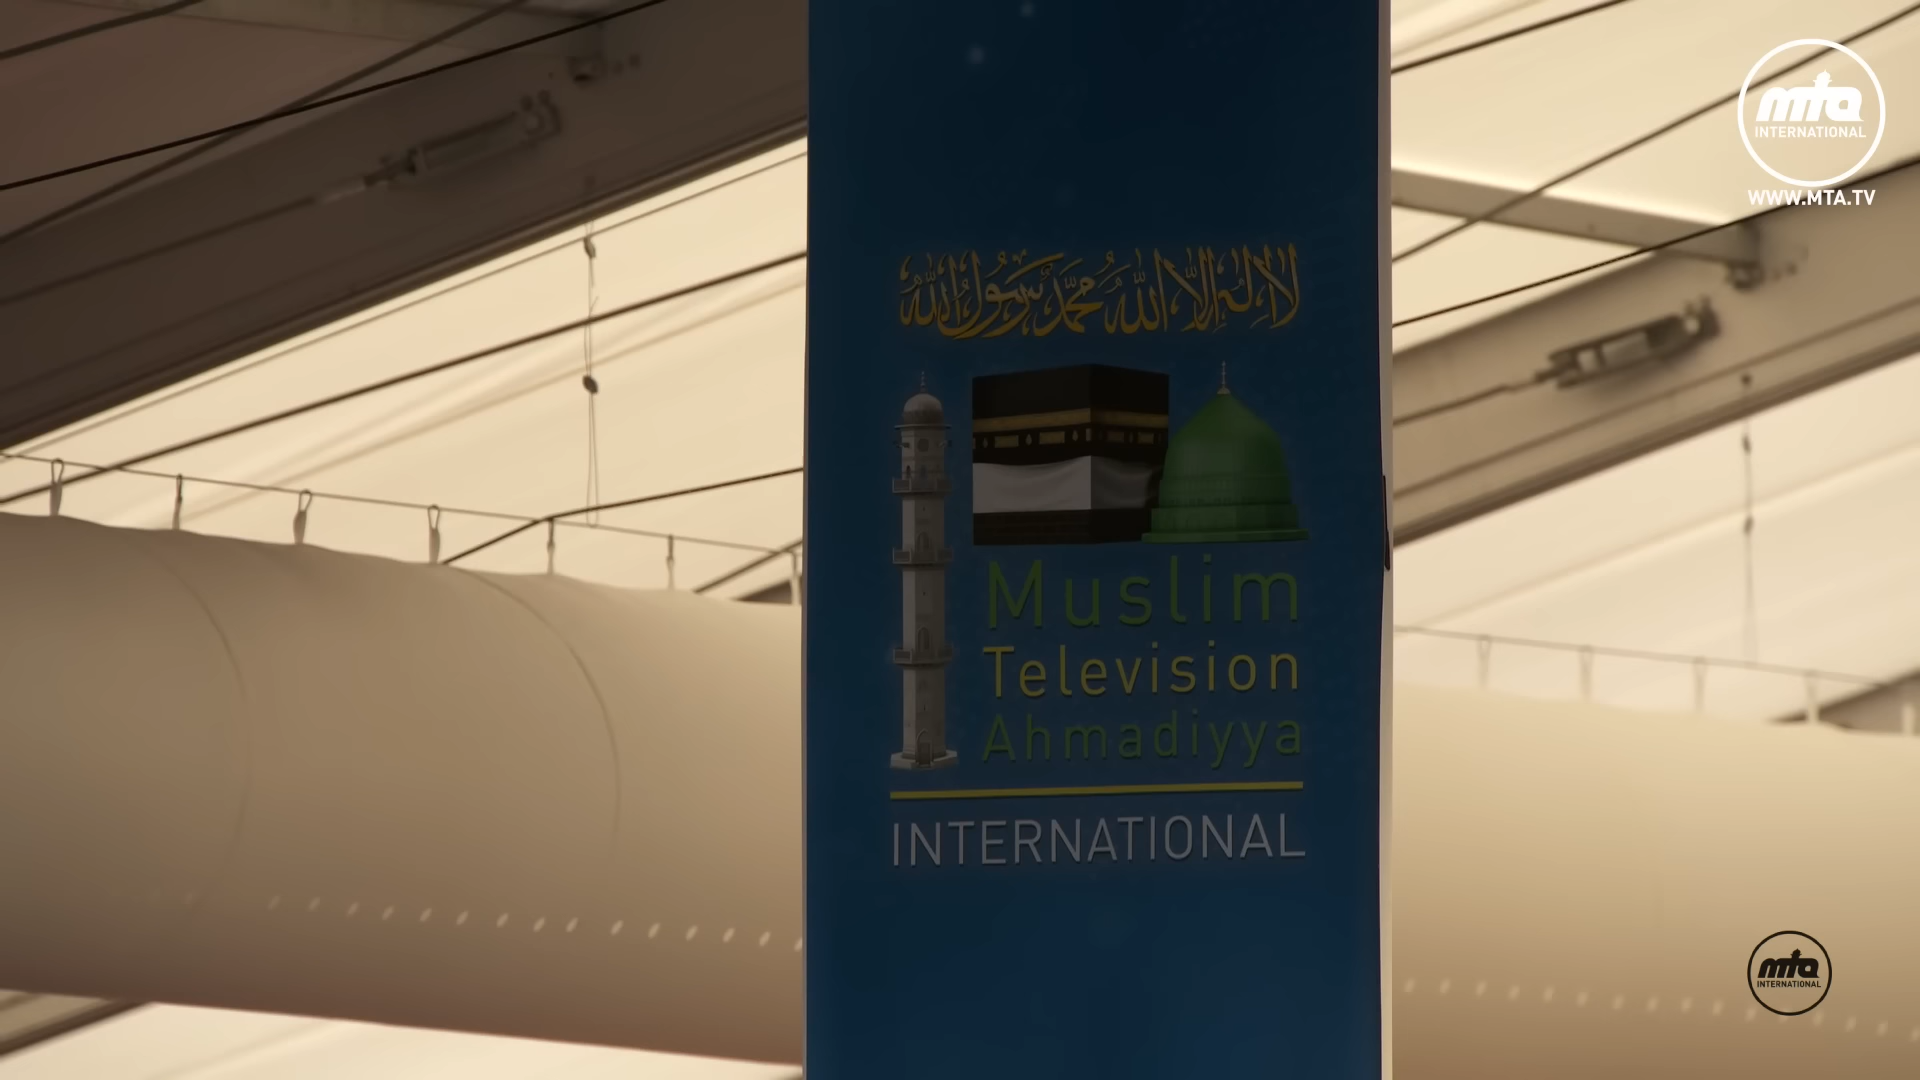 mta
INTERNATIONAL
WWW.MTA.TV
لا إله إلا الله محمد رسول الله
Muslim
Television
Ahmadiyya
INTERNATIONAL
mta
INTERNATIONAL